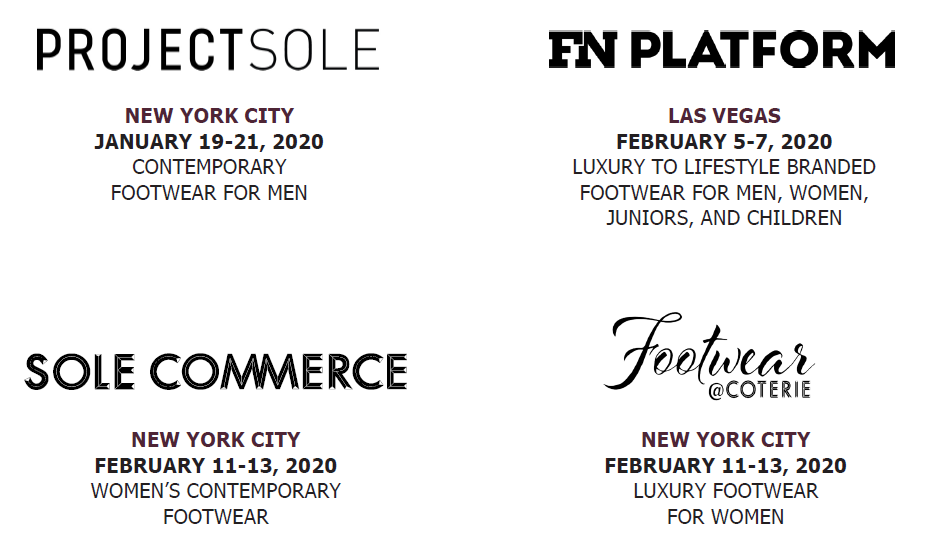 PROJECTSOLE
NEW YORK CITY
JANUARY 19-21, 2020
CONTEMPORARY
FOOTWEAR FOR MEN
FN PLATFORM
LAS VEGAS
FEBRUARY 5-7, 2020
LUXURY TO LIFESTYLE BRANDED
FOOTWEAR FOR MEN, WOMEN,
JUNIORS, AND CHILDREN
SOLE COMMERCE
NEW YORK CITY
FEBRUARY 11-13, 2020
WOMEN’S CONTEMPORARY
FOOTWEAR
Footwear
@COTERIE
NEW YORK CITY
FEBRUARY 11-13, 2020
LUXURY FOOTWEAR
FOR WOMEN